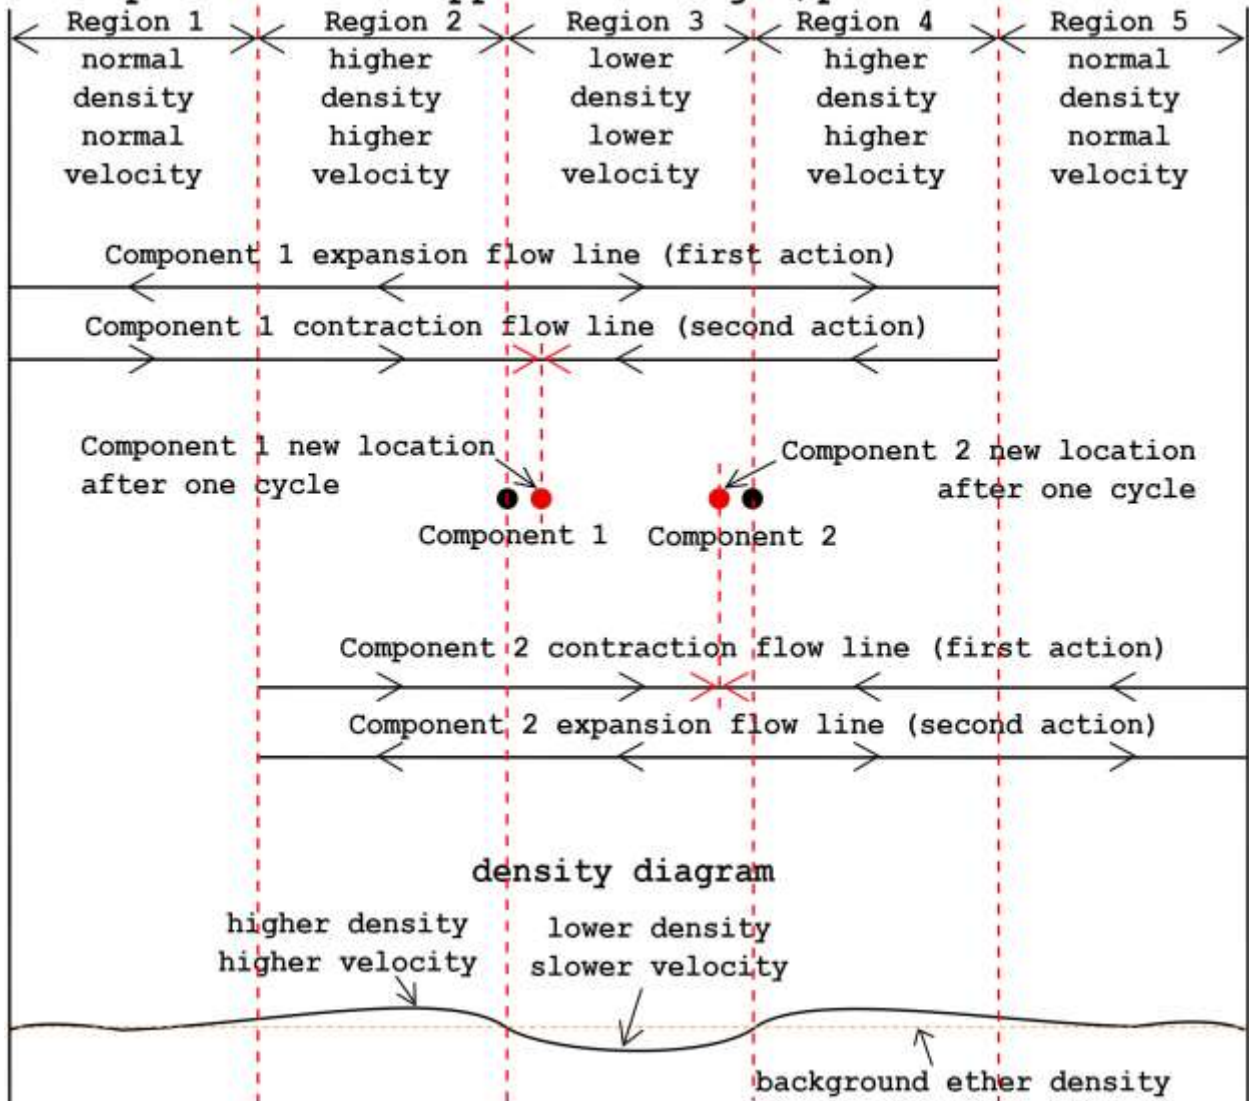 Region 1 Region 2 Region 3 Region 4 Region 5
normal higher lower higher normal
density density density density density
normal higher lower higher normal
velocity velocity velocity velocity velocity
Component 1 expansion flow line (first action)
Component 1 contraction flow line (second action)
Component 1 new location
after one cycle
Component 2 new location
after one cycle
Component 1 Component 2
Component 2 contraction flow line (first action)
Component 2 expansion flow line (second action)
density diagram
higher density
higher velocity
lower density
slower velocity
background ether density